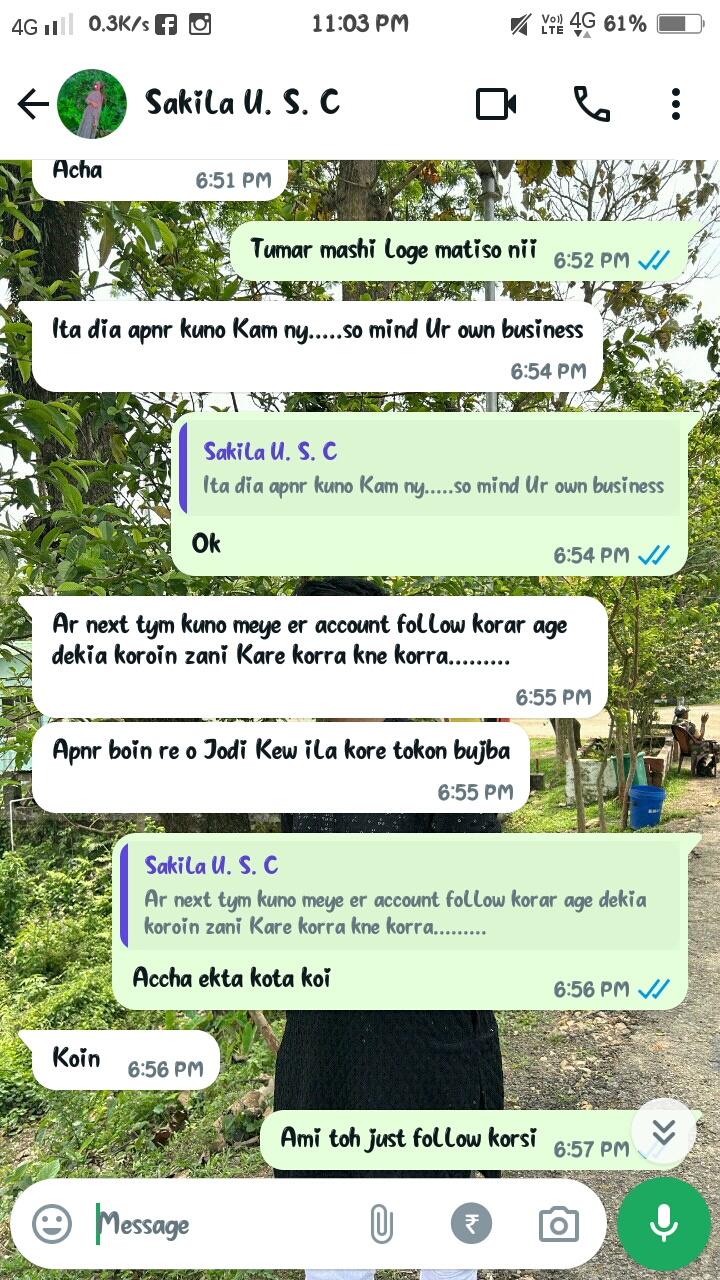 4G 0.3K/s 11:03 PM Vo)) LTE 4G 61%
Sakila U. S. C
Acha
6:51 PM
Tumar mashi loge matiso nii
6:52 PM
Ita dia apnr kuno Kam ny.....so mind Ur own business
6:54 PM
Sakila U. S. C
Ita dia apnr kuno Kam ny.....so mind Ur own business
Ok
6:54 PM
Ar next tym kuno meye er account follow korar age
dekia koroin zani Kare korra kne korra.........
6:55 PM
Apnr boin re o Jodi Kew ila kore tokon bujba
6:55 PM
Sakila U. S. C
Ar next tym kuno meye er account follow korar age dekia
koroin zani Kare korra kne korra.........
Accha ekta kota koi
6:56 PM
Koin
6:56 PM
Ami toh just follow korsi
6:57 PM
Message